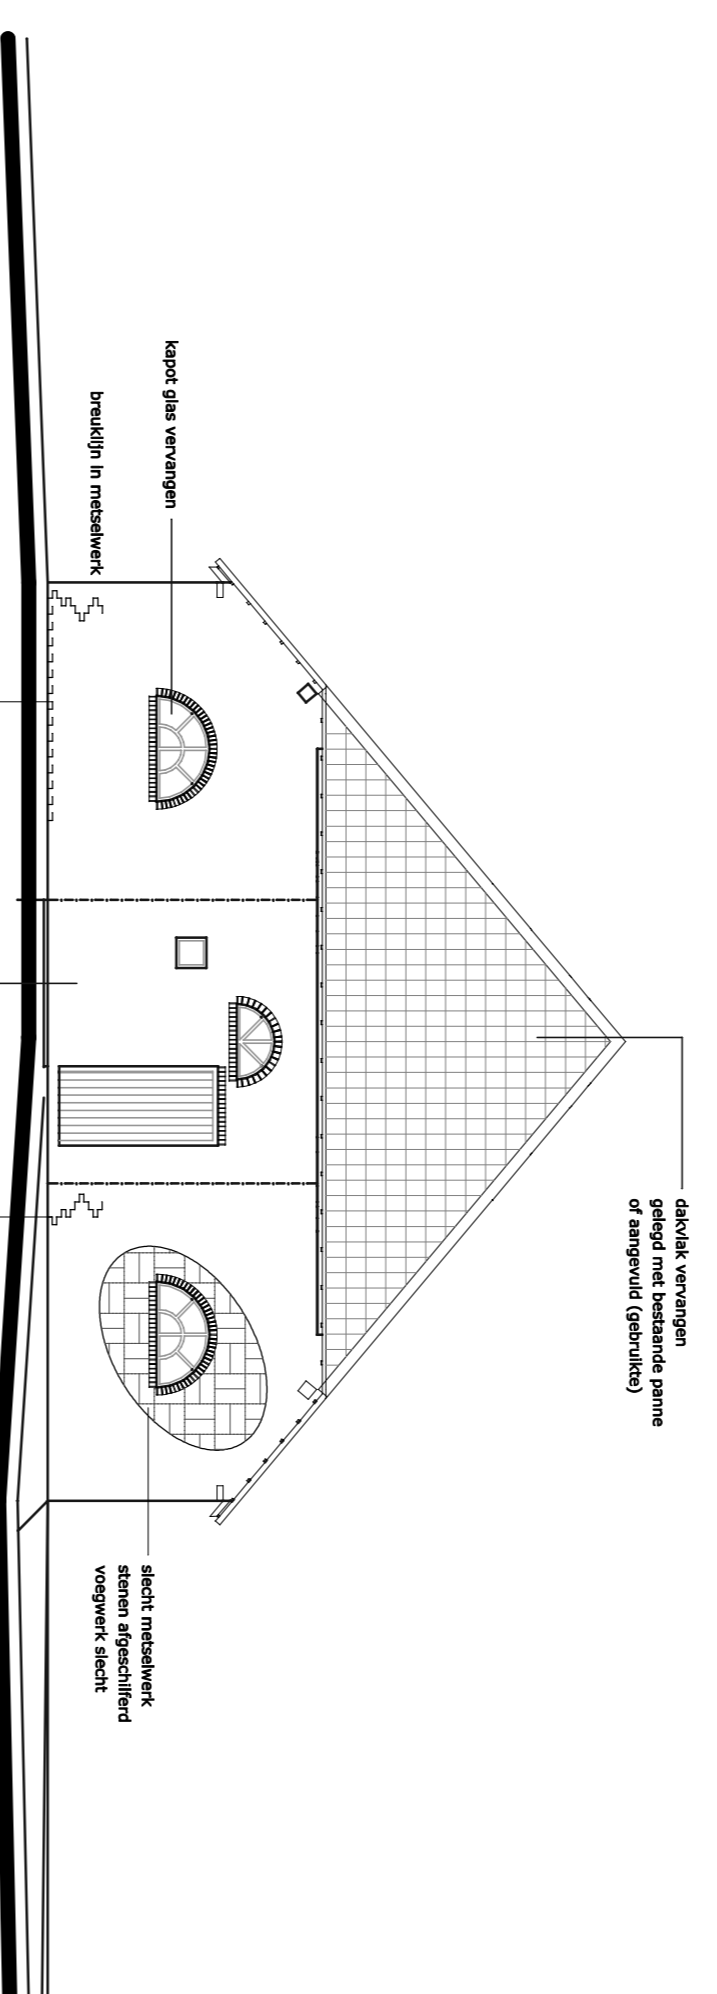 dakvlak vervangen
gelegd met bestaande panne
of aangevuld (gebruikte)
kapot glas vervangen
breuklijn in metselwerk
slecht metselwerk
stenen afgeschilferd
voegwerk slecht